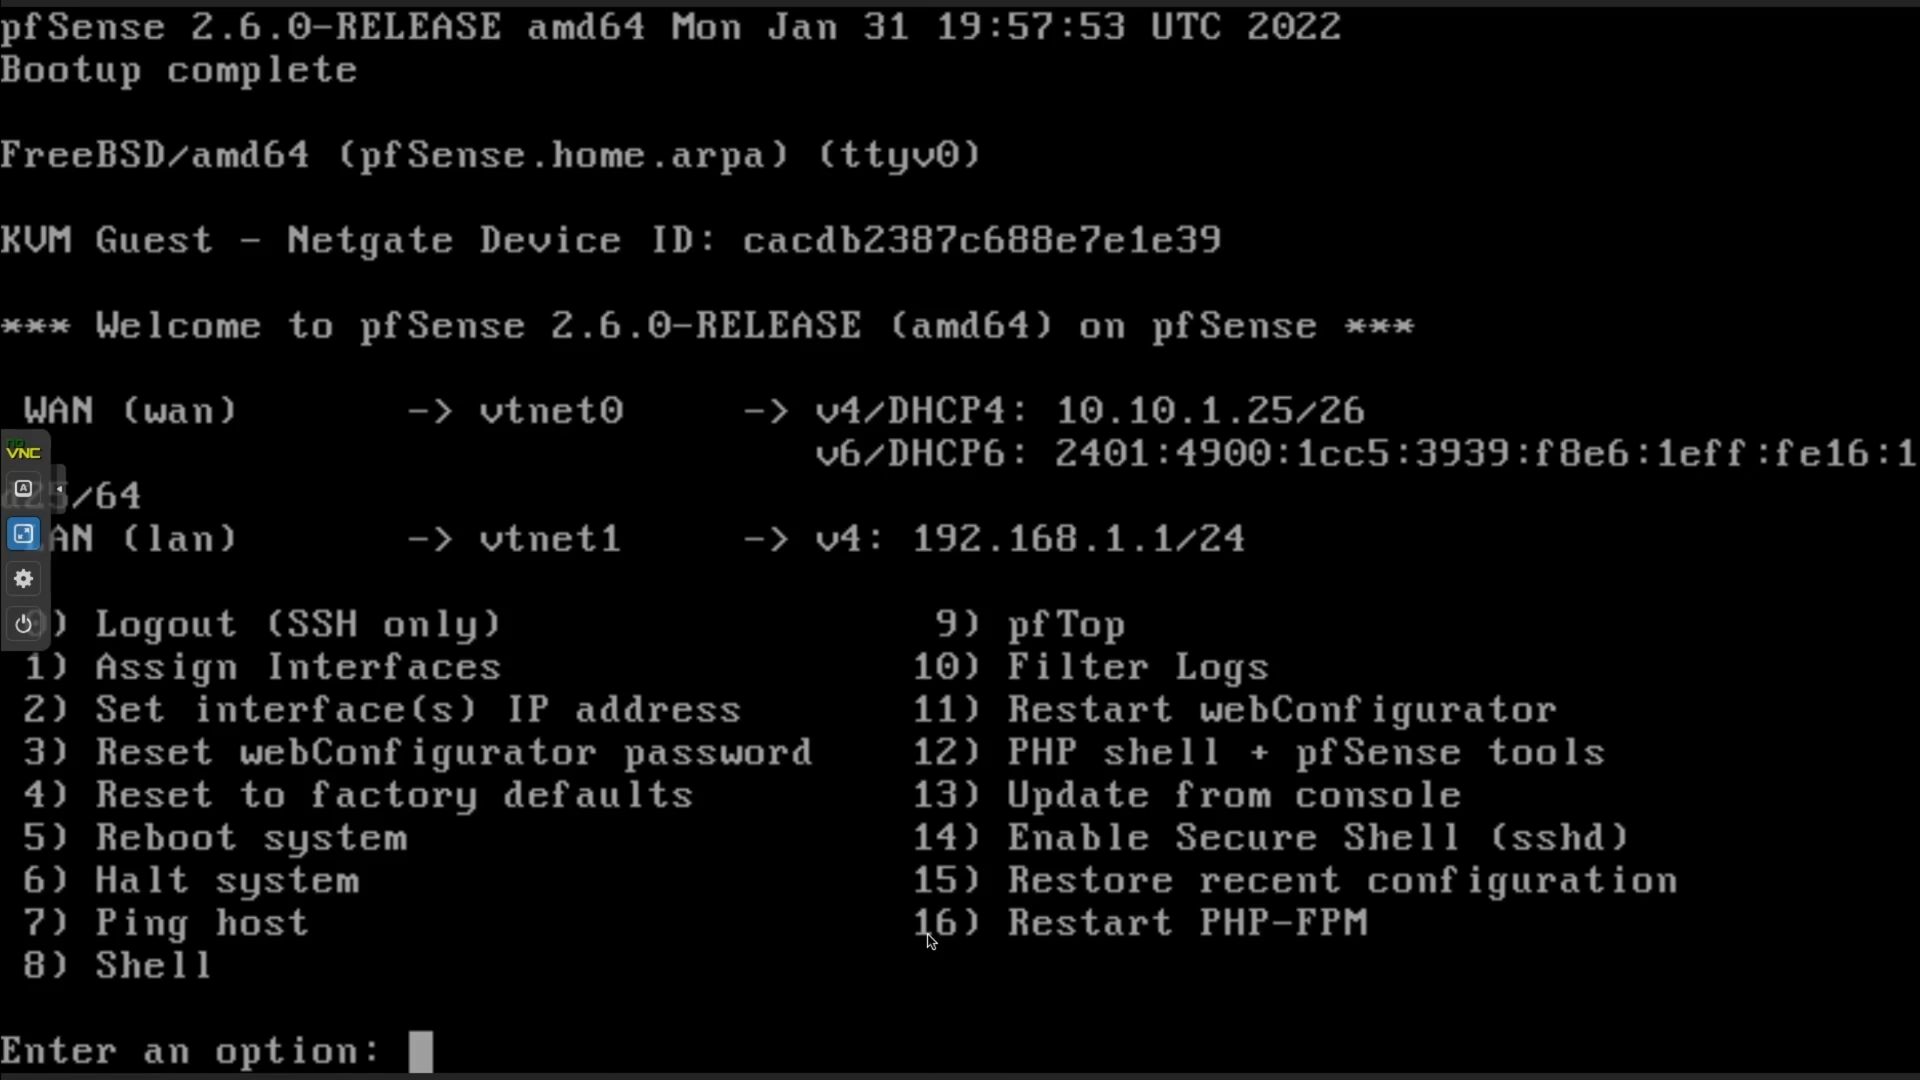 pfSense 2.6.0-RELEASE amd64 Mon Jan 31 19:57:53 UTC 2022
Bootup complete
FreeBSD/amd64 (pfSense.home.arpa) (ttyv0)
KVM Guest - Netgate Device ID: cacdb2387c688e7e1e39
*** Welcome to pfSense 2.6.0-RELEASE (amd64) on pfSense ***
WAN (wan) -> vtnet0 -> v4/DHCP4: 10.10.1.25/26
v6/DHCP6: 2401:4900:1cc5:3939:f8e6:1eff:fe16:1
/64
(lan) -> vtnet1 -> v4: 192.168.1.1/24
no
VNC
A
0) Logout (SSH only) 9) pfTop
1) Assign Interfaces 10) Filter Logs
2) Set interface(s) IP address 11) Restart webConfigurator
3) Reset webConfigurator password 12) PHP shell + pfSense tools
4) Reset to factory defaults 13) Update from console
5) Reboot system 14) Enable Secure Shell (sshd)
6) Halt system 15) Restore recent configuration
7) Ping host 16) Restart PHP-FPM
8) Shell
Enter an option: